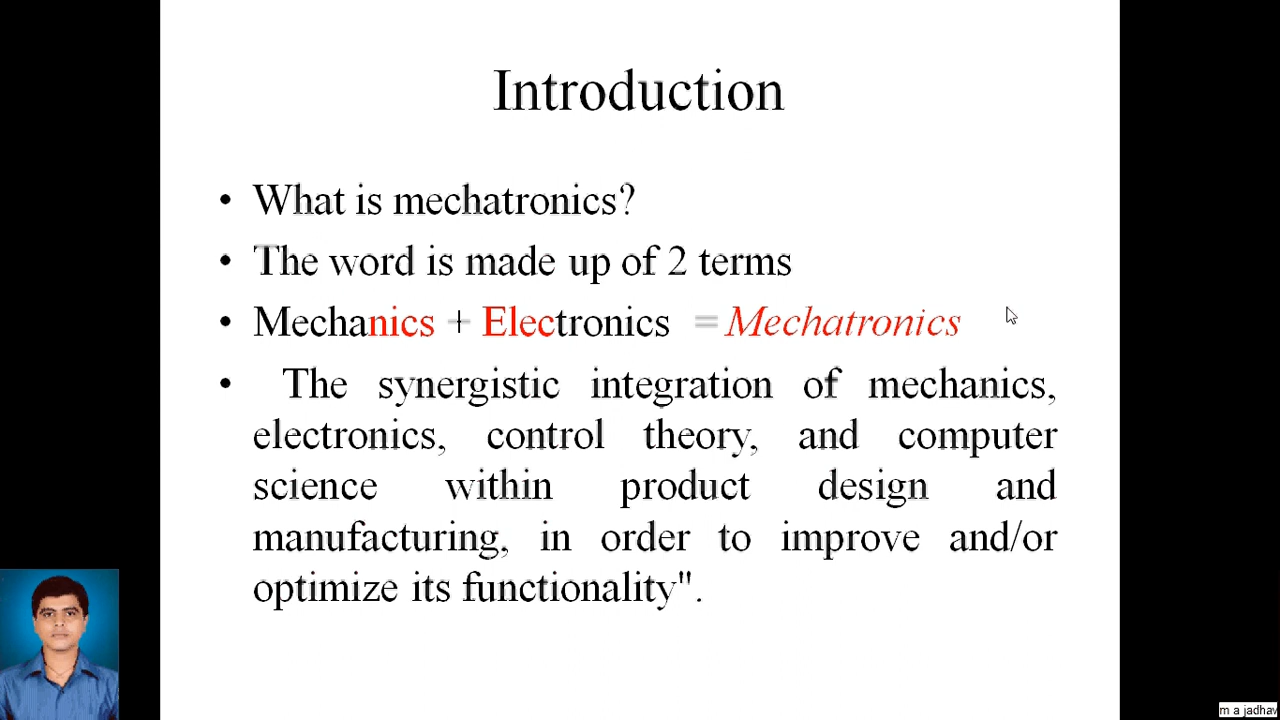 Introduction
• What is mechatronics?
• The word is made up of 2 terms
• Mechanics + Electronics = Mechatronics
• The synergistic integration of mechanics,
electronics, control theory, and computer
science within product design and
manufacturing, in order to improve and/or
optimize its functionality".
m a jadhav